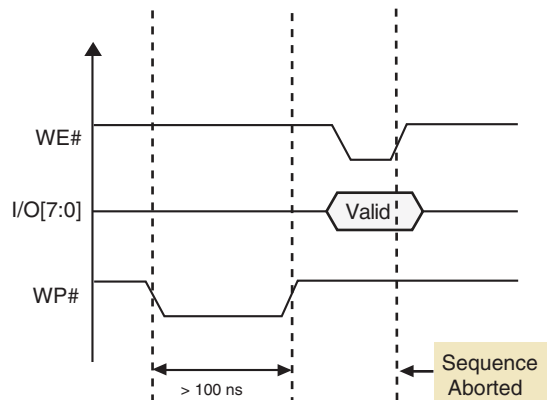 WE#
I/O[7:0]
Valid
WP#
> 100 ns
Sequence
Aborted